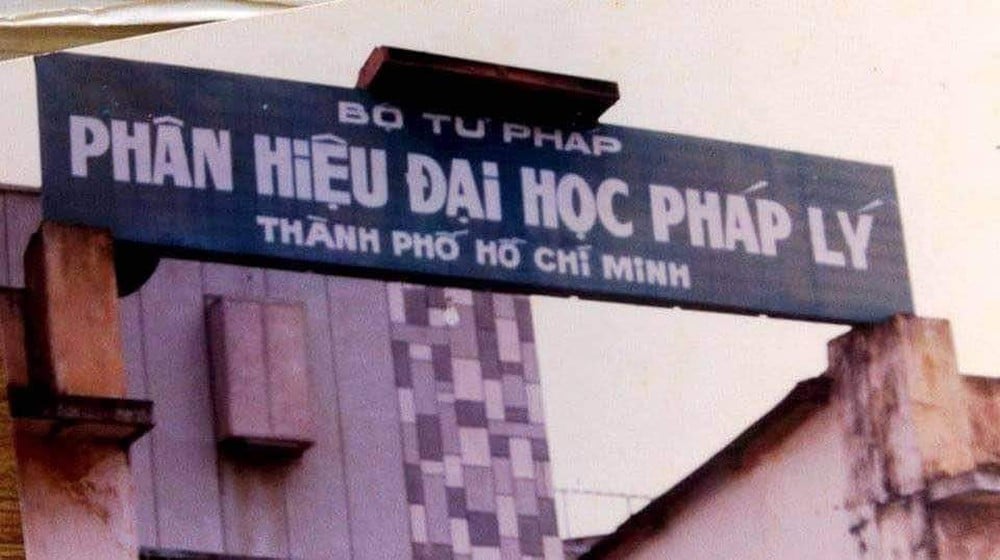 BỘ TƯ PHÁP
PHÂN HIỆU ĐẠI HỌC PHÁP LÝ
THÀNH PHỐ HỒ CHÍ MINH